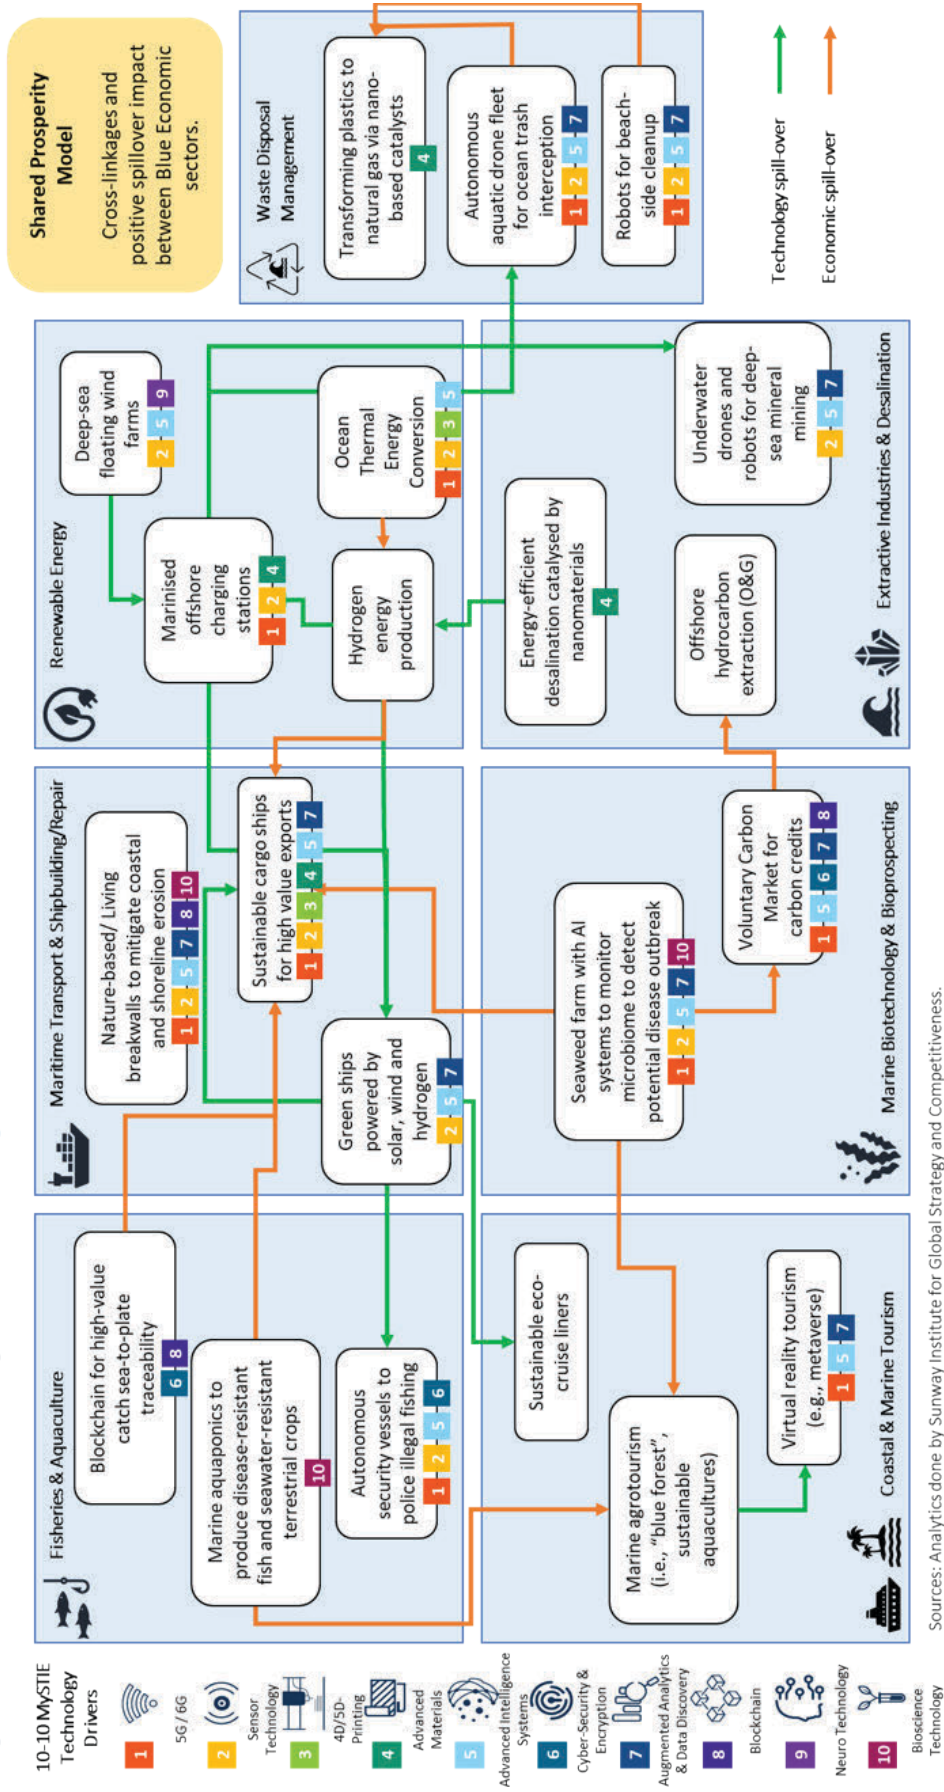 Shared Prosperity
Model
Cross-linkages and
positive spillover impact
between Blue Economic
sectors.
10-10 MySTIE
Technology
Drivers
1
5G / 6G
2
Sensor
Technology
3
4D/5D-
Printing
4
Advanced
Materials
5
Advanced Intelligence
Systems
6
Cyber-Security &
Encryption
7
Augmented Analytics
& Data Discovery
8
Blockchain
9
Neuro Technology
10
Bioscience
Technology
Fisheries & Aquaculture
Blockchain for high-value
catch sea-to-plate
traceability
6 8
Marine aquaponics to
produce disease-resistant
fish and seawater-resistant
terrestrial crops
10
Autonomous
security vessels to
police illegal fishing
1 2 5 6
Maritime Transport & Shipbuilding/Repair
Nature-based/ Living
breakwalls to mitigate coastal
and shoreline erosion
1 2 5 7 8 10
Sustainable cargo ships
for high value exports
1 2 3 4 5 7
Green ships
powered by
solar, wind and
hydrogen
2 5 7
Renewable Energy
Deep-sea
floating wind
farms
2 5 9
Marinised
offshore
charging
stations
1 2 4
Ocean
Thermal
Energy
Conversion
1 2 3 5
Hydrogen
energy
production
Waste Disposal
Management
Transforming plastics to
natural gas via nano-
based catalysts
4
Autonomous
aquatic drone fleet
for ocean trash
interception
1 2 5 7
Robots for beach-
side cleanup
1 2 5 7
Sustainable eco-
cruise liners
Marine agrotourism
(i.e., "blue forest",
sustainable
aquacultures)
Virtual reality tourism
(e.g., metaverse)
1 5 7
Coastal & Marine Tourism
Seaweed farm with AI
systems to monitor
microbiome to detect
potential disease outbreak
1 2 5 7 10
Voluntary Carbon
Market for
carbon credits
1 5 6 7 8
Marine Biotechnology & Bioprospecting
Energy-efficient
desalination catalysed by
nanomaterials
4
Offshore
hydrocarbon
extraction (O&G)
Underwater
drones and
robots for deep-
sea mineral
mining
2 5 7
Extractive Industries & Desalination
Technology spill-over
Economic spill-over
Sources: Analytics done by Sunway Institute for Global Strategy and Competitiveness.